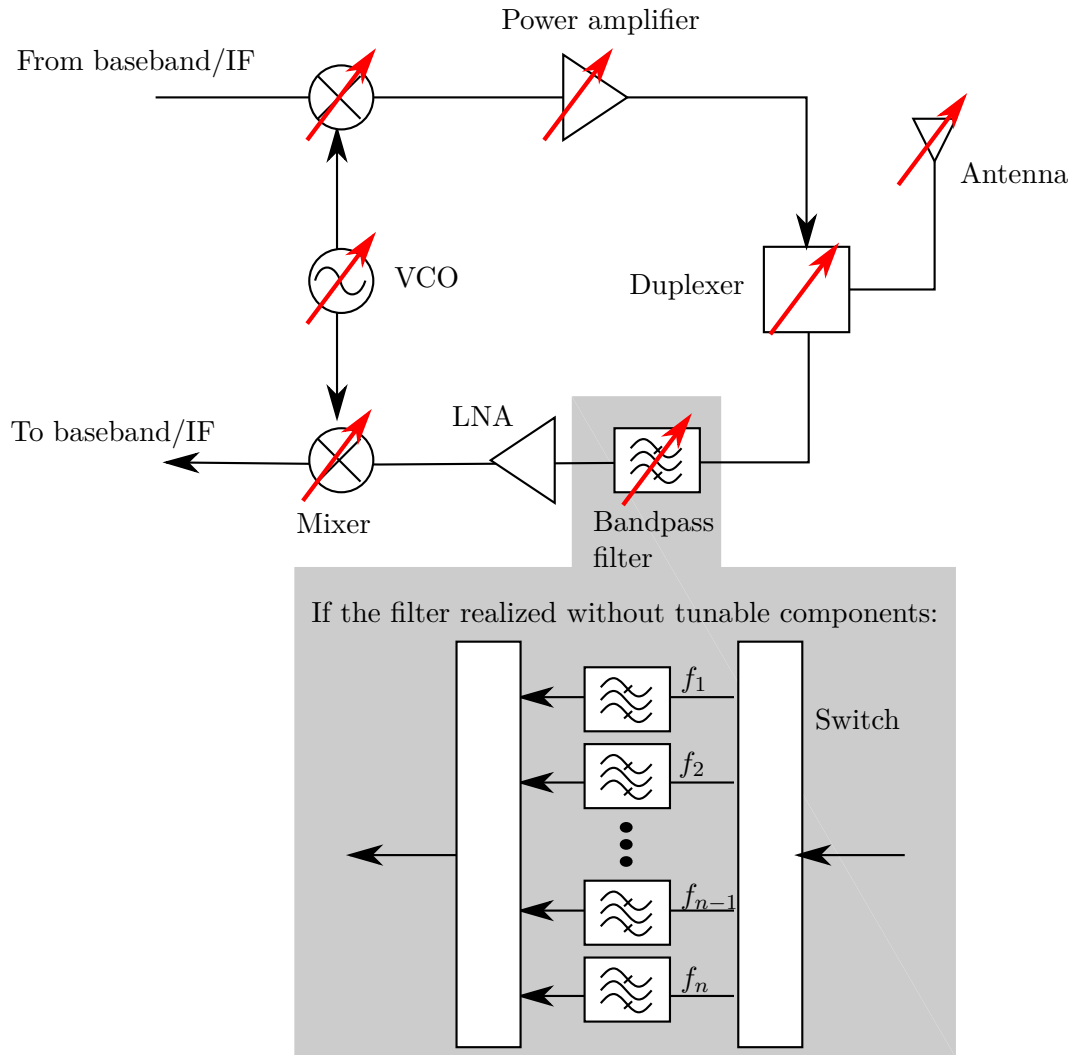 Power amplifier
From baseband/IF
Antenna
VCO
Duplexer
LNA
To baseband/IF
Mixer
Bandpass
filter
If the filter realized without tunable components:
f₁
Switch
f₂
fₙ₋₁
fₙ